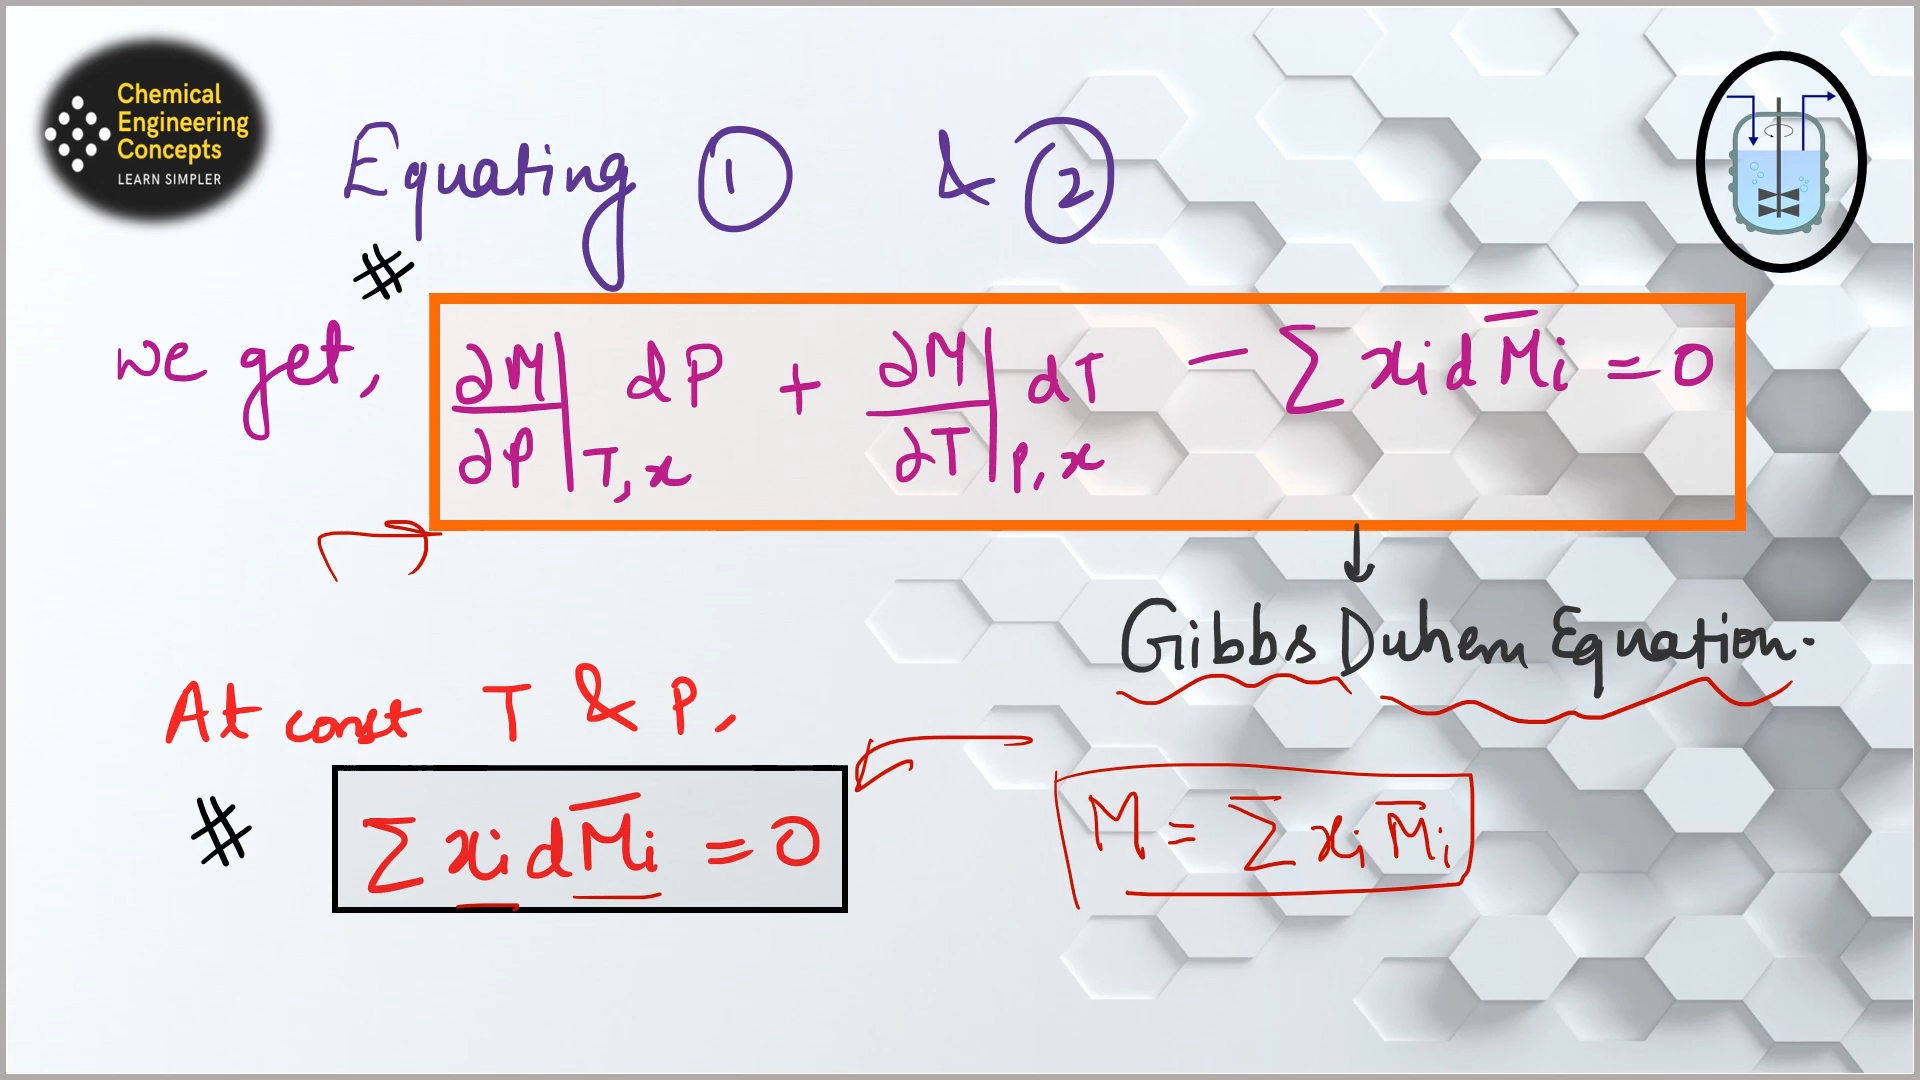 Chemical
Engineering
Concepts
LEARN SIMPLER
Equating ① & ②
#
we get, ∂M/∂P|T,x dP + ∂M/∂T|P,x dT − Σ xi dM̄i = 0
Gibbs Duhem Equation.
At const T & P,
# Σ xi dM̄i = 0
M = Σ xi M̄i